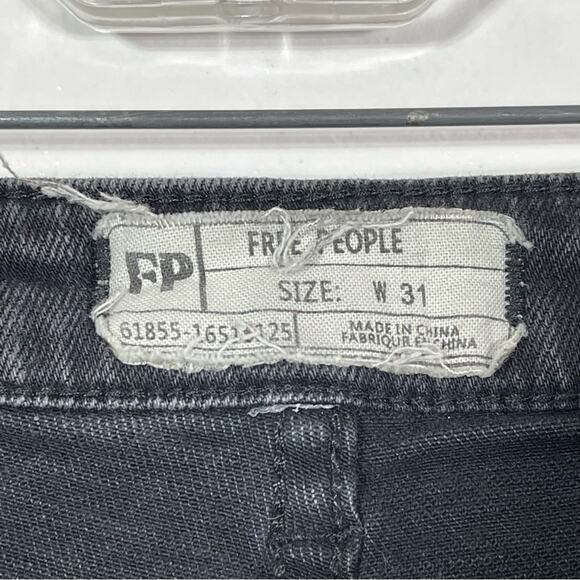 FP
FREE PEOPLE
SIZE: W 31
MADE IN CHINA
FABRIQUE EN CHINA